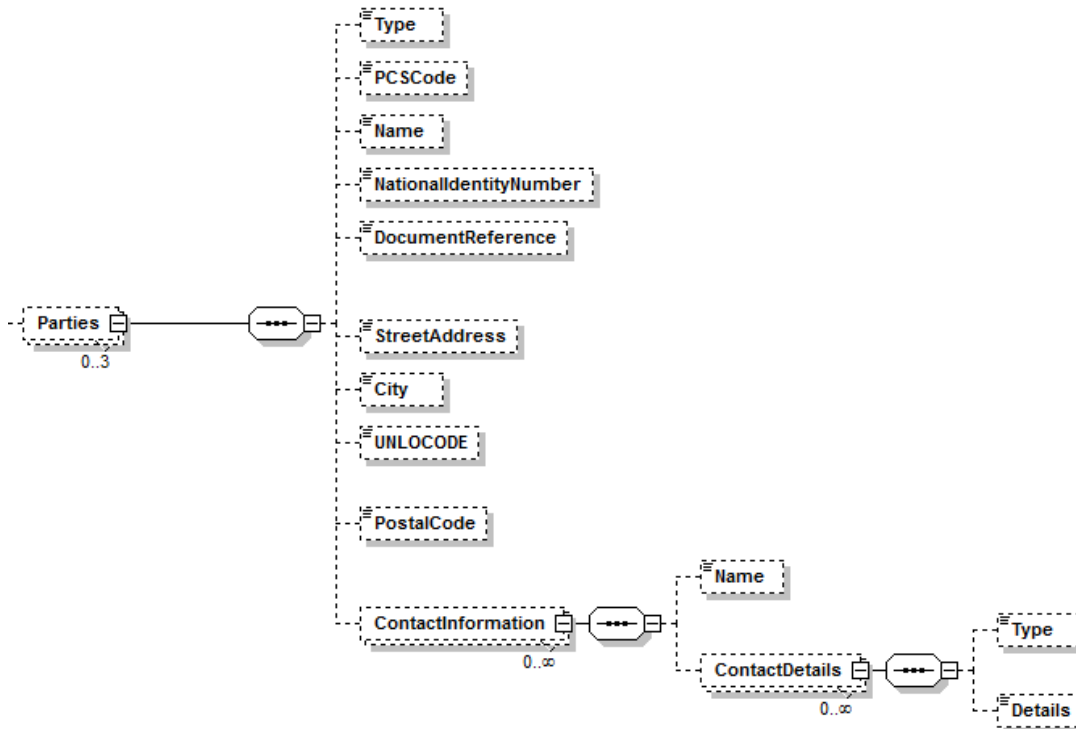 Type
PCSCode
Name
NationalIdentityNumber
DocumentReference
Parties
0..3
StreetAddress
City
UNLOCODE
PostalCode
ContactInformation
0..∞
Name
ContactDetails
0..∞
Type
Details